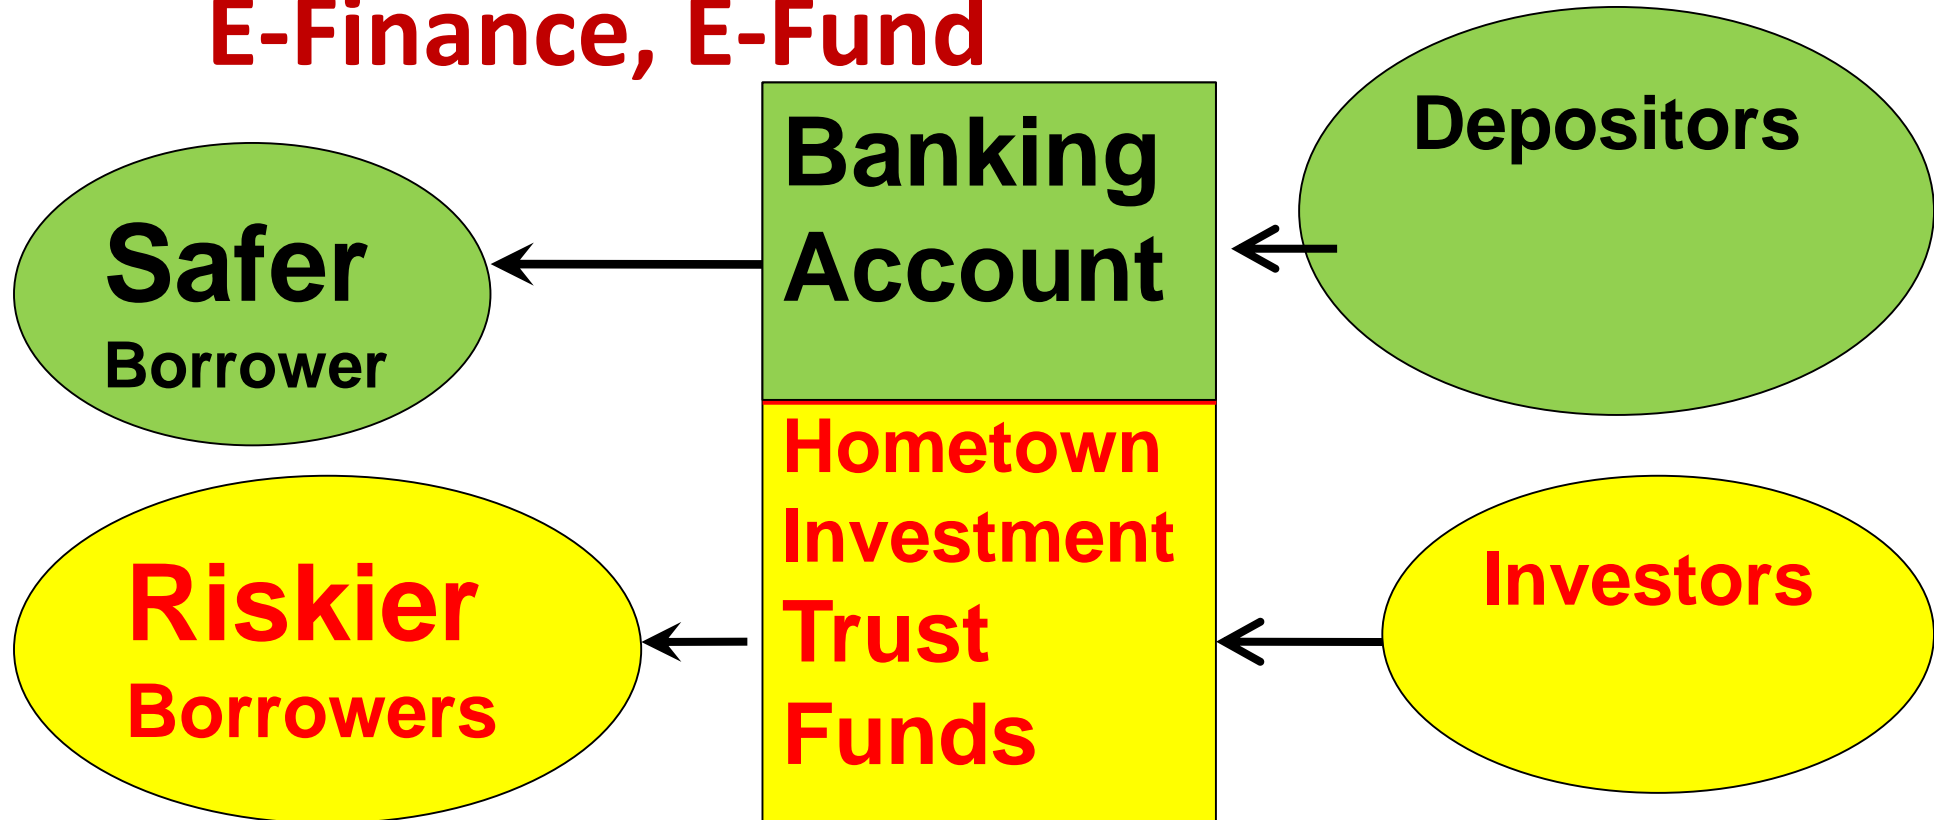 E-Finance, E-Fund
Banking
Account
Depositors
Safer
Borrower
Hometown
Investment
Trust
Funds
Investors
Riskier
Borrowers